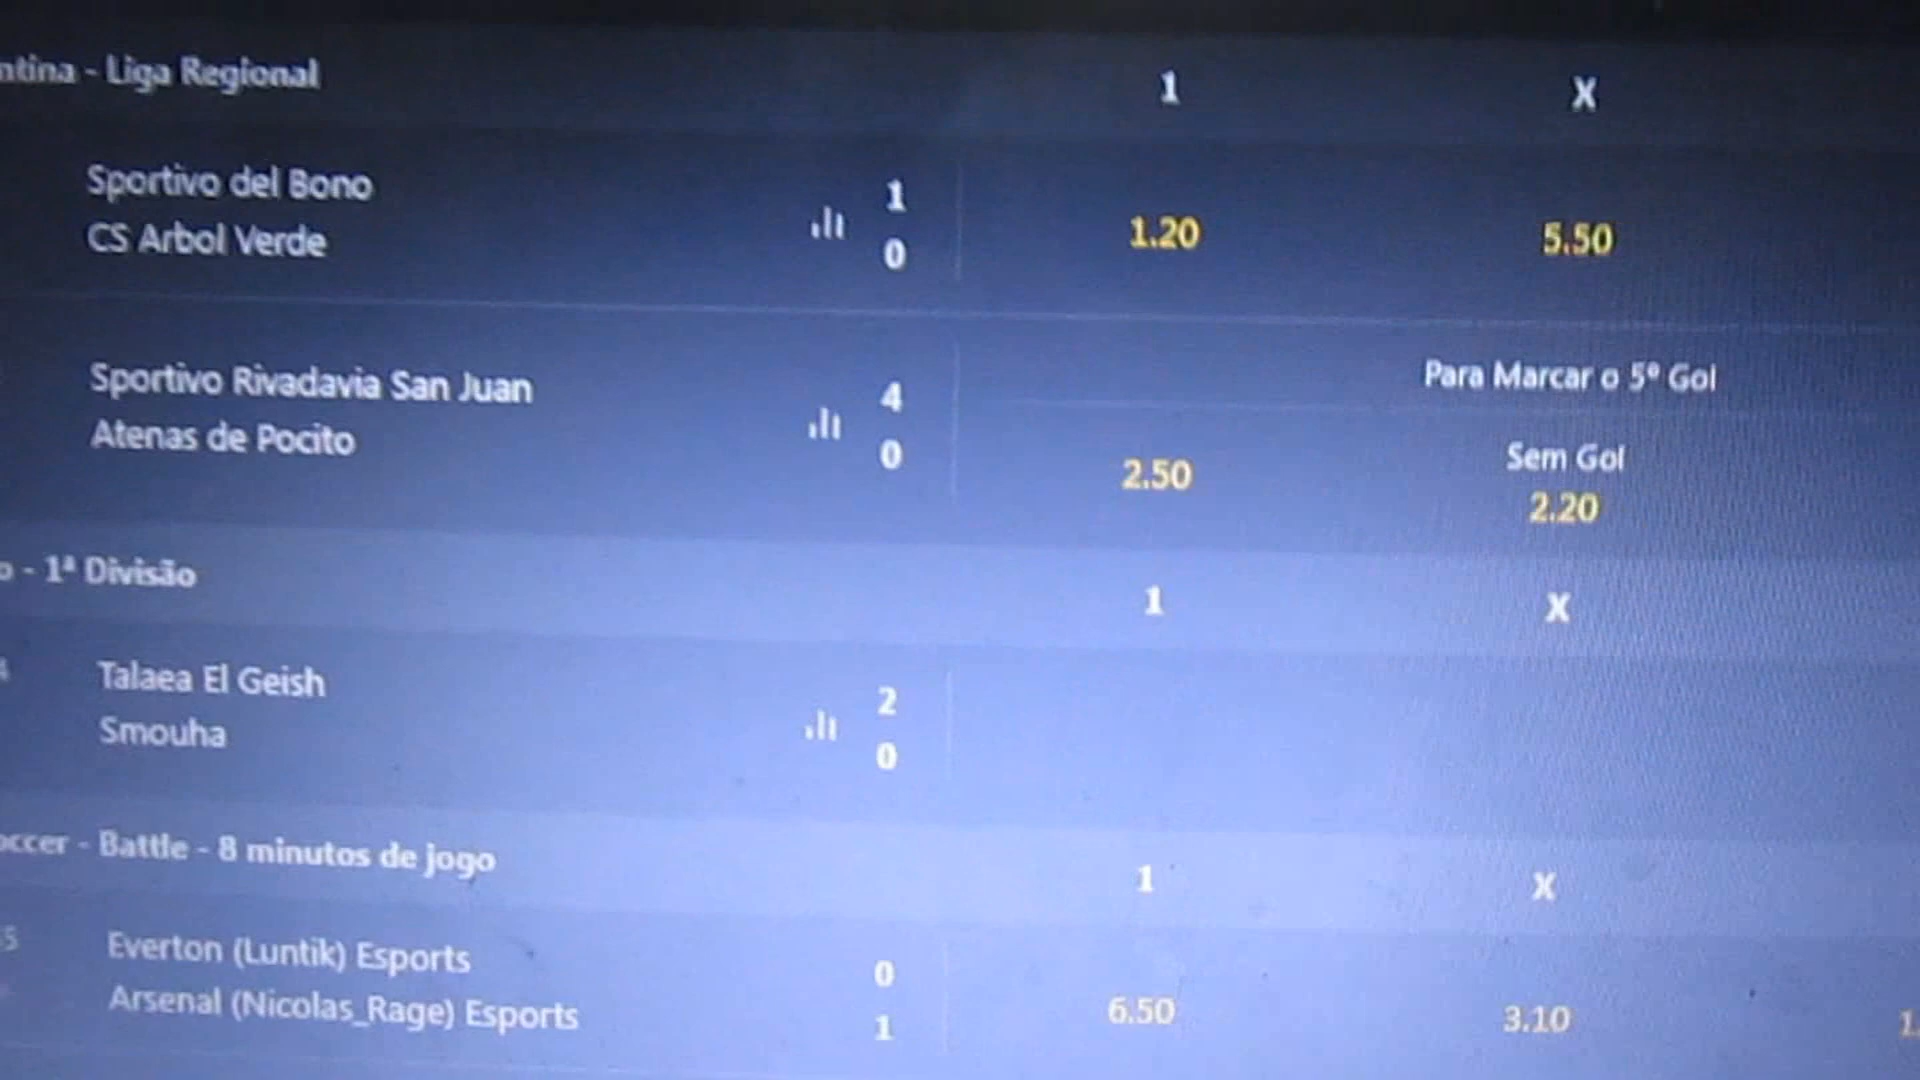 ntina - Liga Regional 1 X
Sportivo del Bono 1
CS Arbol Verde 0
1.20 5.50
Sportivo Rivadavia San Juan 4
Atenas de Pocito 0
Para Marcar o 5º Gol
2.50
Sem Gol
2.20
o - 1ª Divisão 1 X
Talaea El Geish 2
Smouha 0
occer - Battle - 8 minutos de jogo 1 X
Everton (Luntik) Esports 0
Arsenal (Nicolas_Rage) Esports 1
6.50 3.10 1.